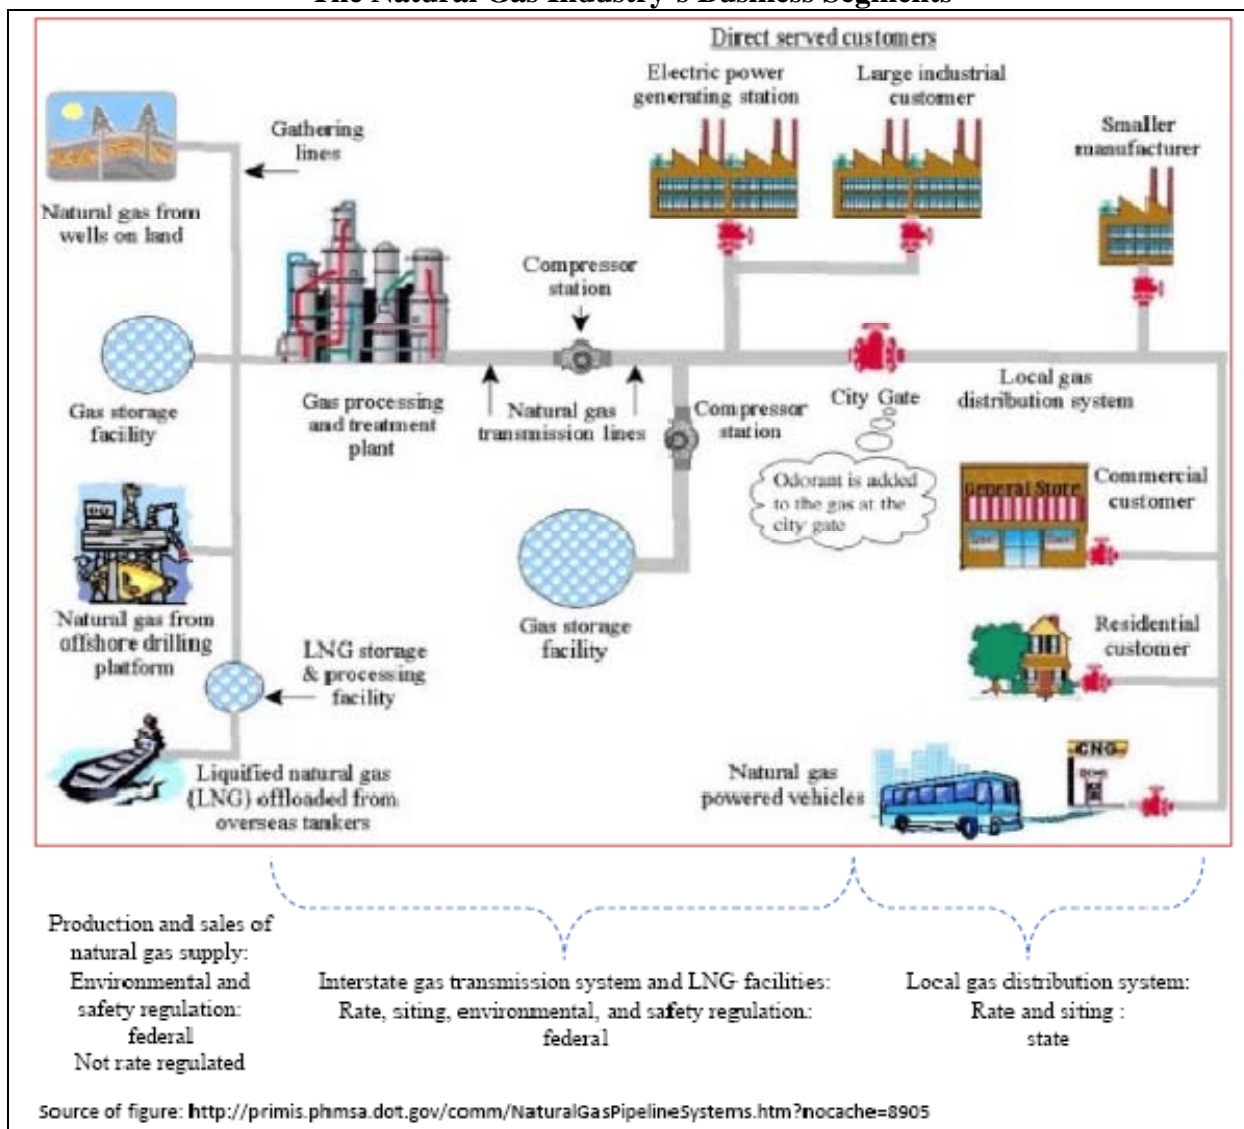 The Natural Gas Industry's Business Segments
Direct served customers
Electric power
generating station
Large industrial
customer
Smaller
manufacturer
Gathering
lines
Natural gas from
wells on land
Compressor
station
Gas storage
facility
Gas processing
and treatment
plant
Natural gas
transmission lines
Compressor
station
City Gate
Local gas
distribution system
Odorant is added
to the gas at the
city gate
General Store
Commercial
customer
Natural gas from
offshore drilling
platform
LNG storage
& processing
facility
Gas storage
facility
Residential
customer
Liquified natural gas
(LNG) offloaded from
overseas tankers
Natural gas
powered vehicles
CNG
Production and sales of
natural gas supply:
Environmental and
safety regulation:
federal
Not rate regulated
Interstate gas transmission system and LNG facilities:
Rate, siting, environmental, and safety regulation:
federal
Local gas distribution system:
Rate and siting :
state
Source of figure: http://primis.phmsa.dot.gov/comm/NaturalGasPipelineSystems.htm?nocache=8905